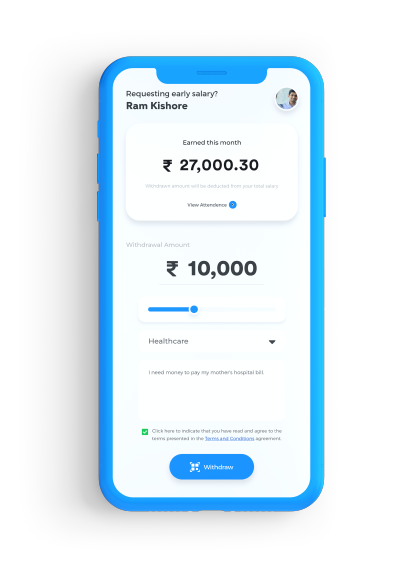 Requesting early salary?
Ram Kishore
Earned this month
₹ 27,000.30
Withdrawn amount will be deducted from your total salary
View Attendence
Withdrawal Amount
₹ 10,000
Healthcare
I need money to pay my mother's hospital bill.
Click here to indicate that you have read and agree to the
terms pesented in the Terms and Conditions agreement
Withdraw